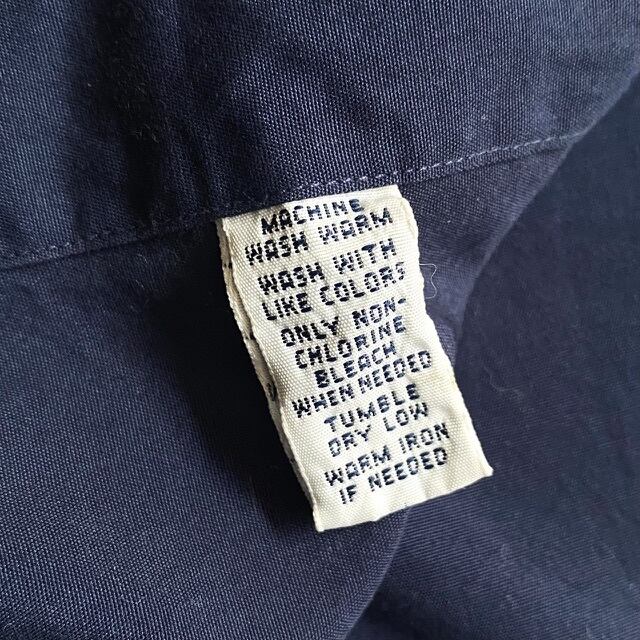 MACHINE
WASH WARM
WASH WITH
LIKE COLORS
ONLY NON-
CHLORINE
BLEACH
WHEN NEEDED
TUMBLE
DRY LOW
WARM IRON
IF NEEDED